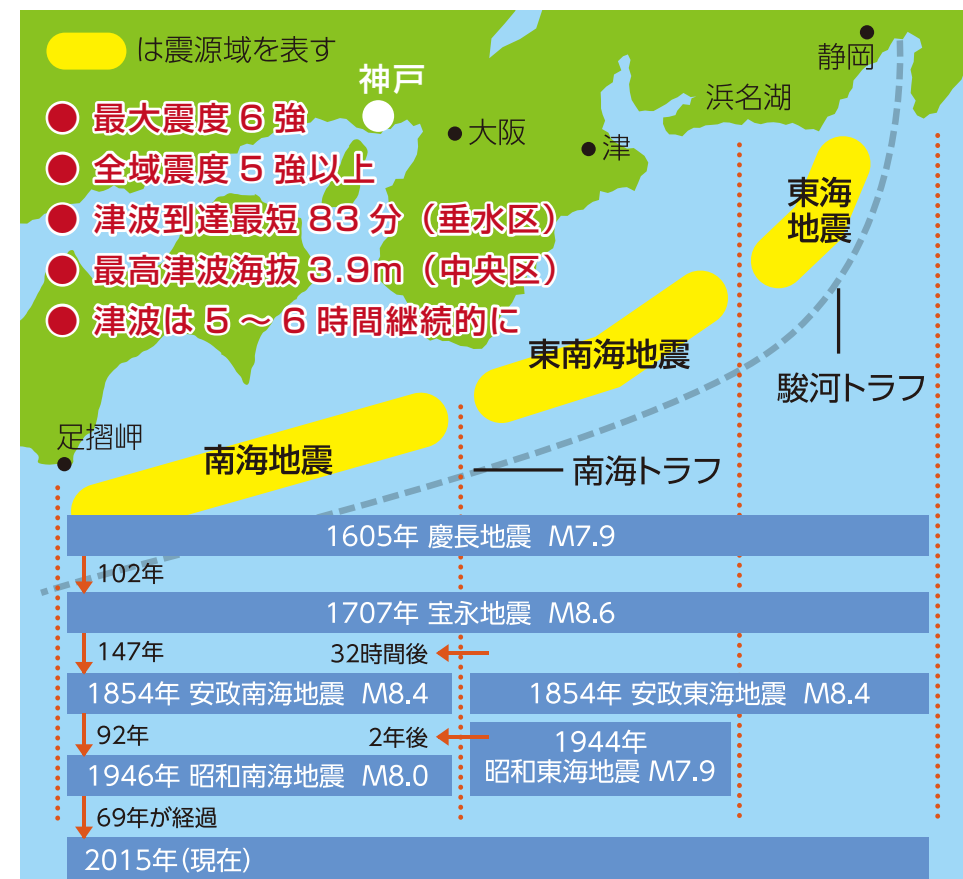 は震源域を表す
神戸
● 最大震度 6 強
● 全域震度 5 強以上
● 津波到達最短 83 分（垂水区）
● 最高津波海抜 3.9m（中央区）
● 津波は 5 ～ 6 時間継続的に
大阪
津
浜名湖
静岡
東海
地震
東南海地震
駿河トラフ
足摺岬
南海地震
南海トラフ
1605年 慶長地震 M7.9
102年
1707年 宝永地震 M8.6
147年
32時間後
1854年 安政南海地震 M8.4
1854年 安政東海地震 M8.4
92年
2年後
1944年
昭和東海地震 M7.9
1946年 昭和南海地震 M8.0
69年が経過
2015年(現在)